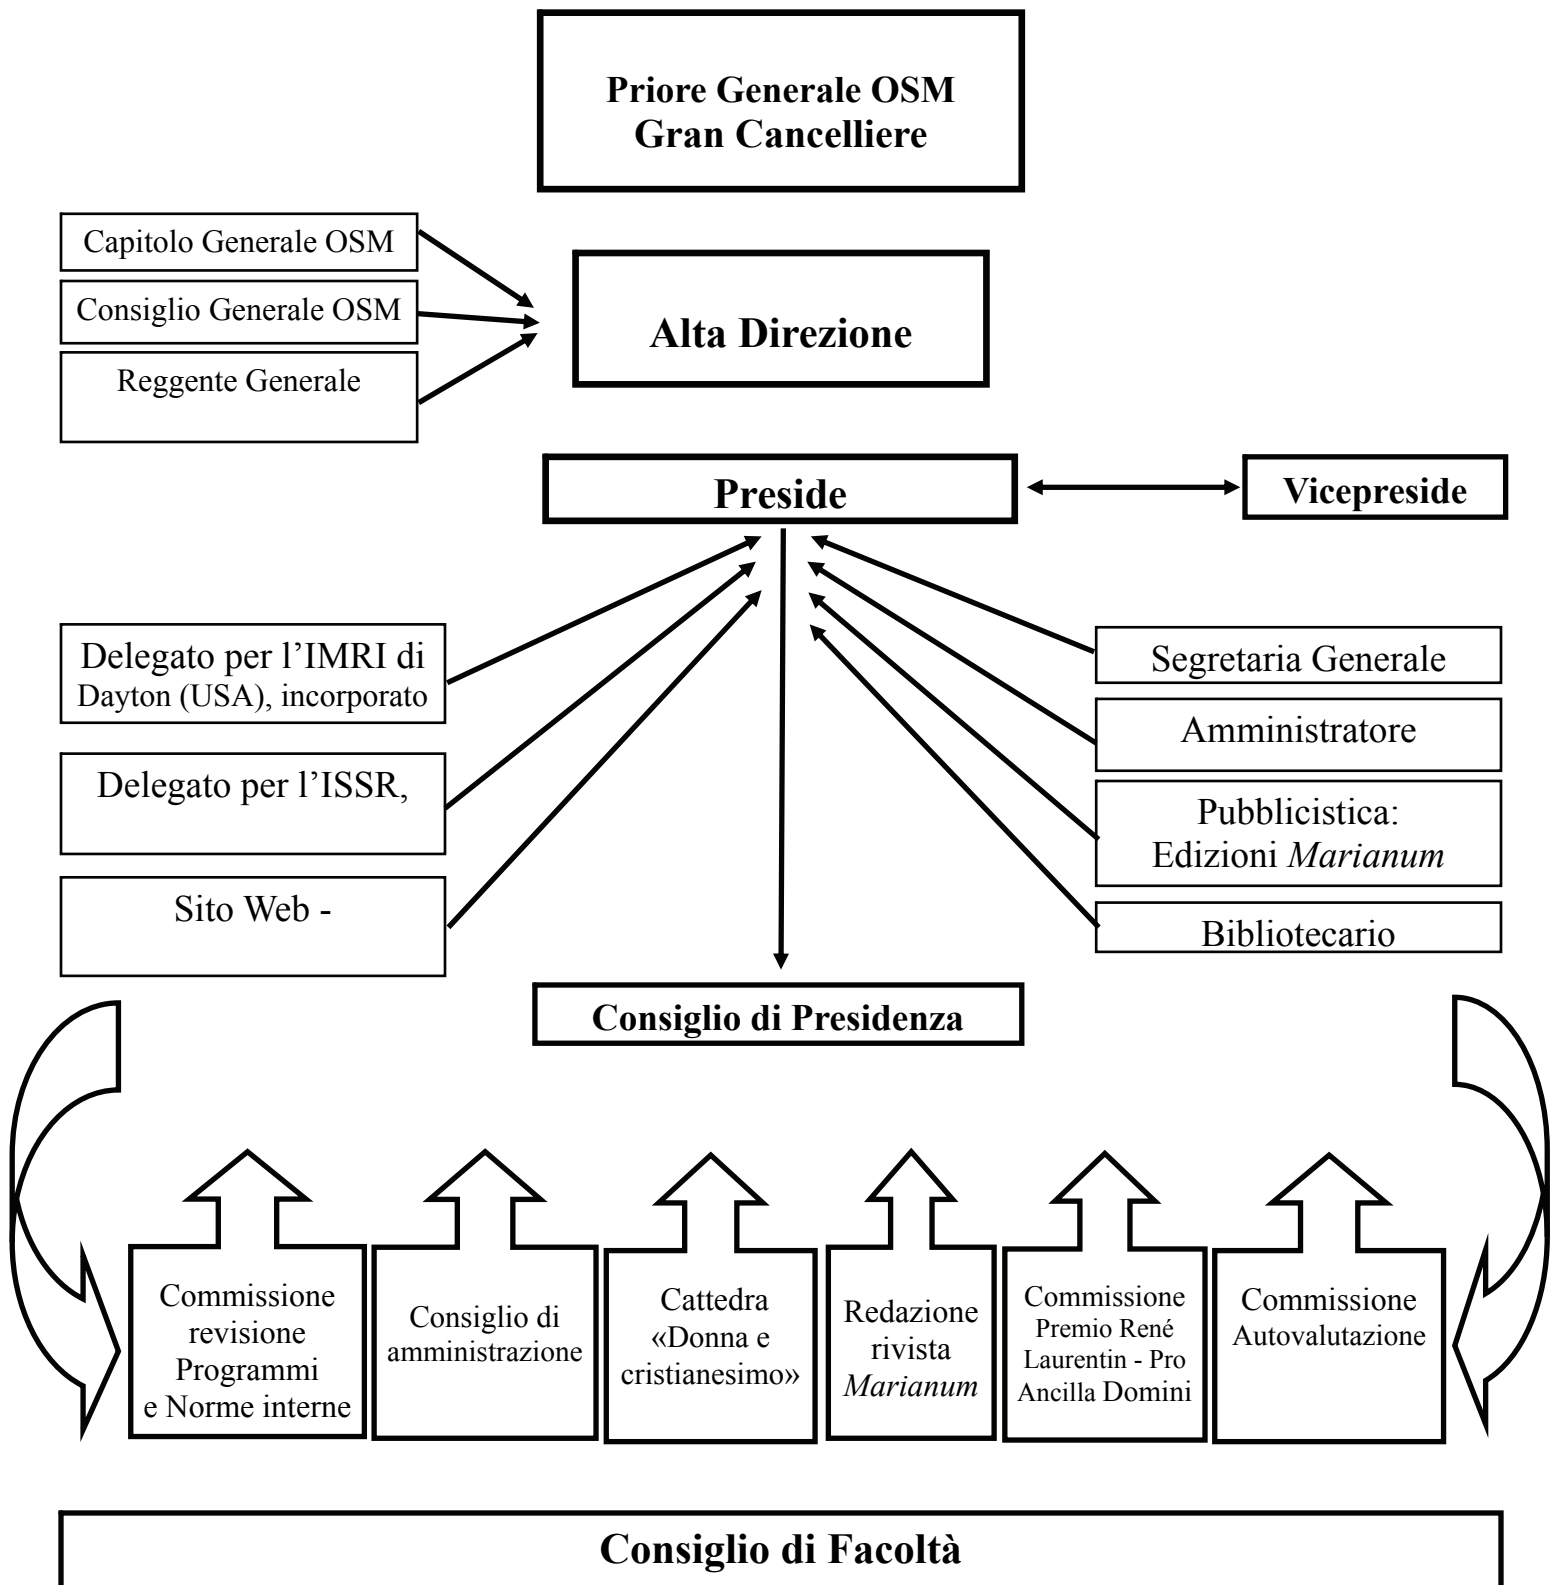 Priore Generale OSM
Gran Cancelliere
Capitolo Generale OSM
Consiglio Generale OSM
Reggente Generale
Alta Direzione
Preside
Vicepreside
Delegato per l’IMRI di
Dayton (USA), incorporato
Delegato per l’ISSR,
Sito Web -
Segretaria Generale
Amministratore
Pubblicistica:
Edizioni Marianum
Bibliotecario
Consiglio di Presidenza
Commissione
revisione
Programmi
e Norme interne
Consiglio di
amministrazione
Cattedra
«Donna e
cristianesimo»
Redazione
rivista
Marianum
Commissione
Premio René
Laurentin - Pro
Ancilla Domini
Commissione
Autovalutazione
Consiglio di Facoltà